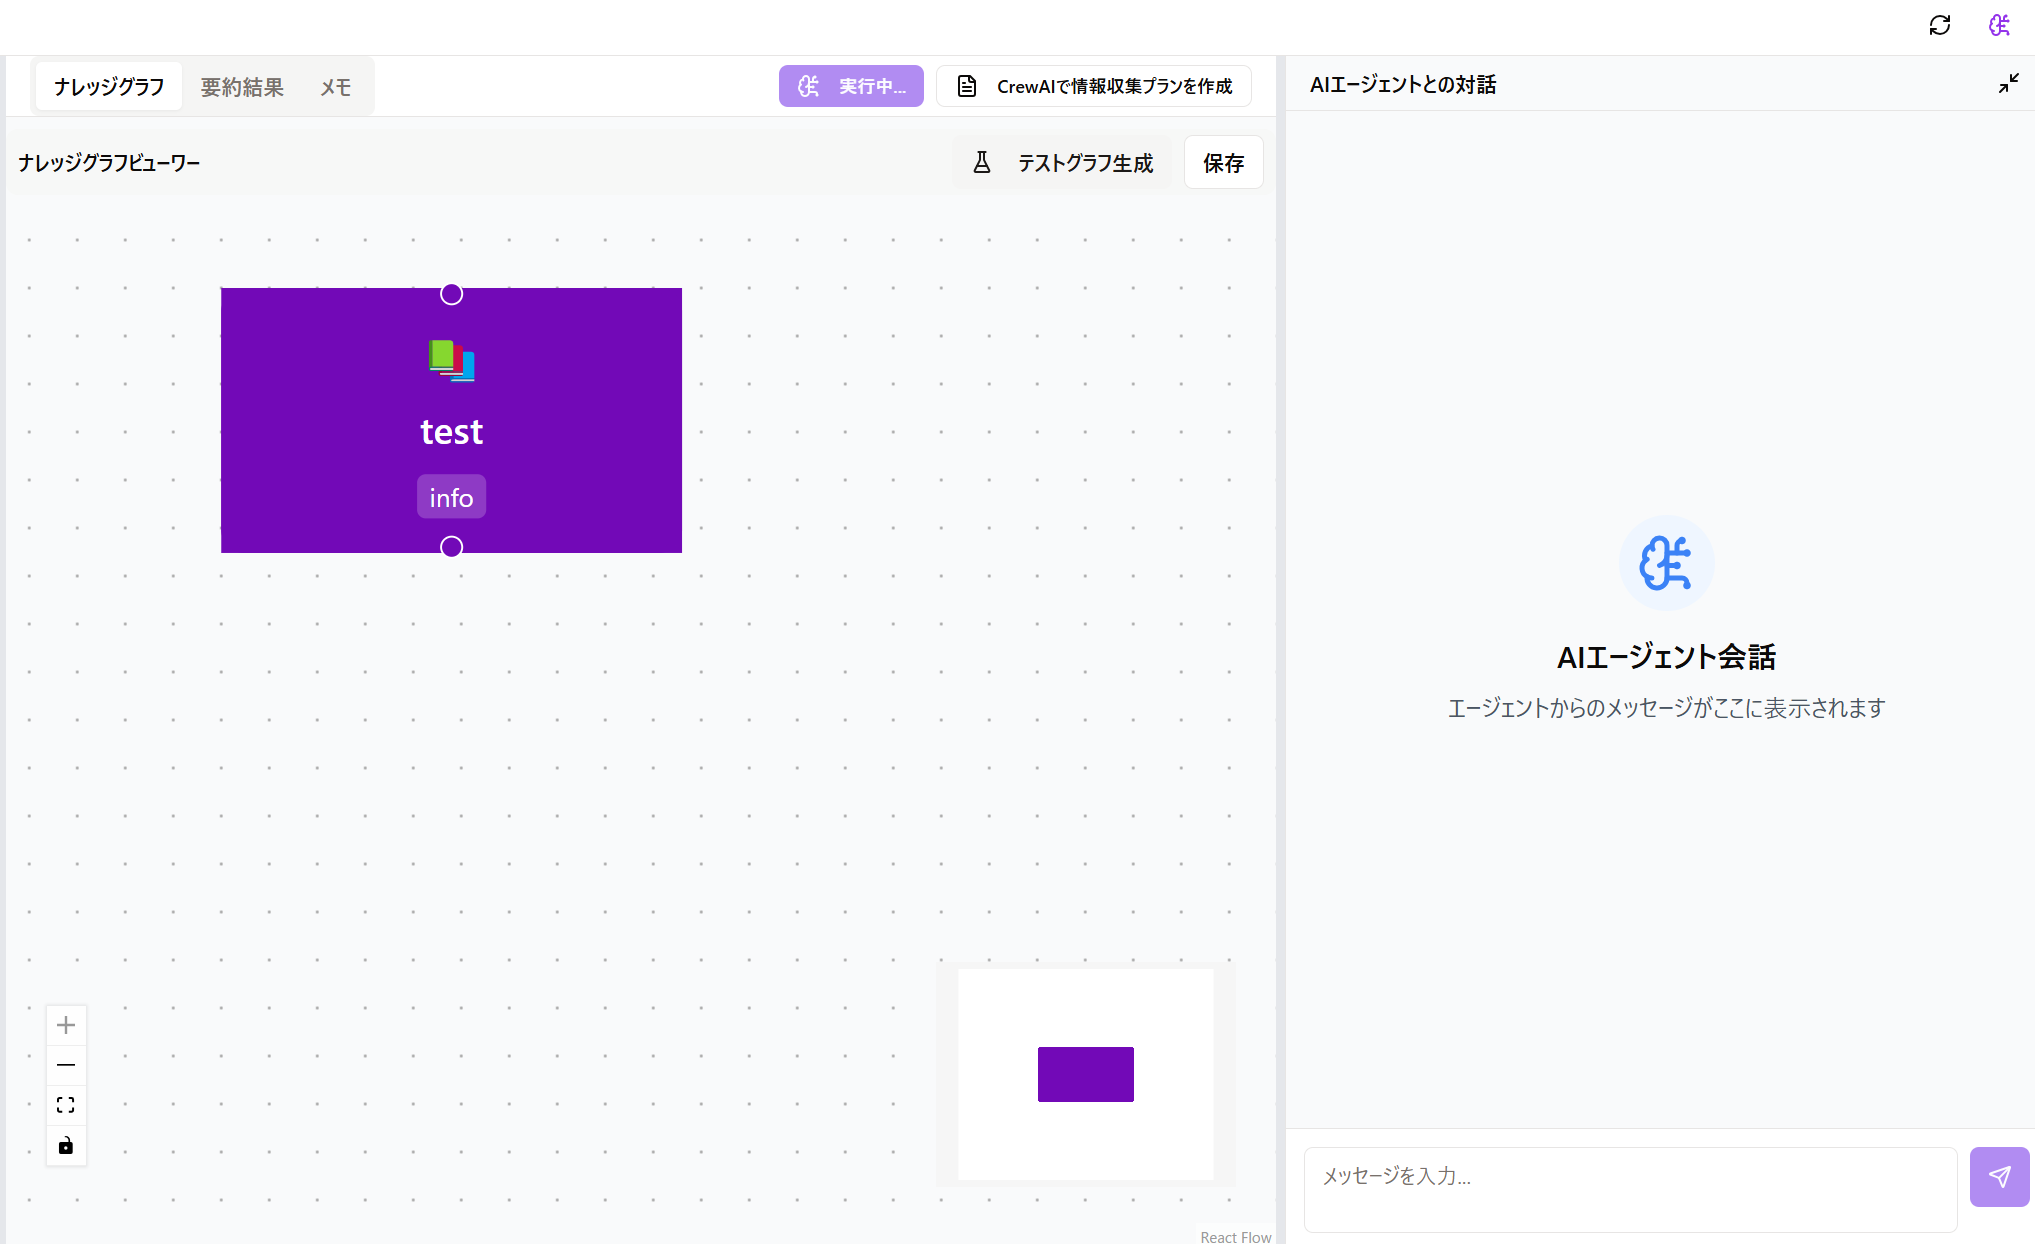 ナレッジグラフ
要約結果
メモ
実行中...
CrewAIで情報収集プランを作成
AIエージェントとの対話
ナレッジグラフビューワー
テストグラフ生成
保存
test
info
AIエージェント会話
エージェントからのメッセージがここに表示されます
メッセージを入力...
React Flow